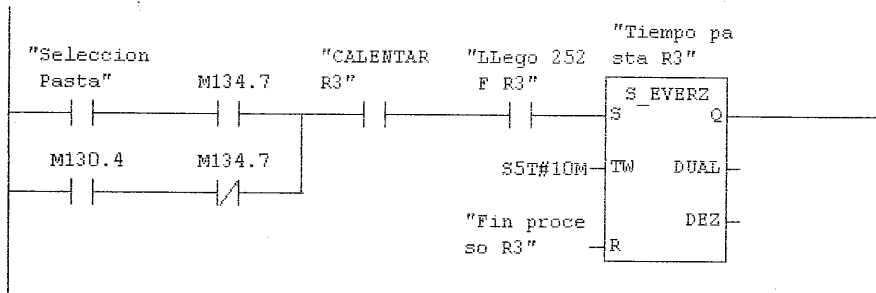 "Tiempo pa
sta R3"
"Seleccion
Pasta"
M134.7
"CALENTAR
R3"
"LLego 252
F R3"
S_EVERZ
S
Q
M130.4
M134.7
S5T#10M
TW
DUAL
"Fin proce
so R3"
DEZ
R